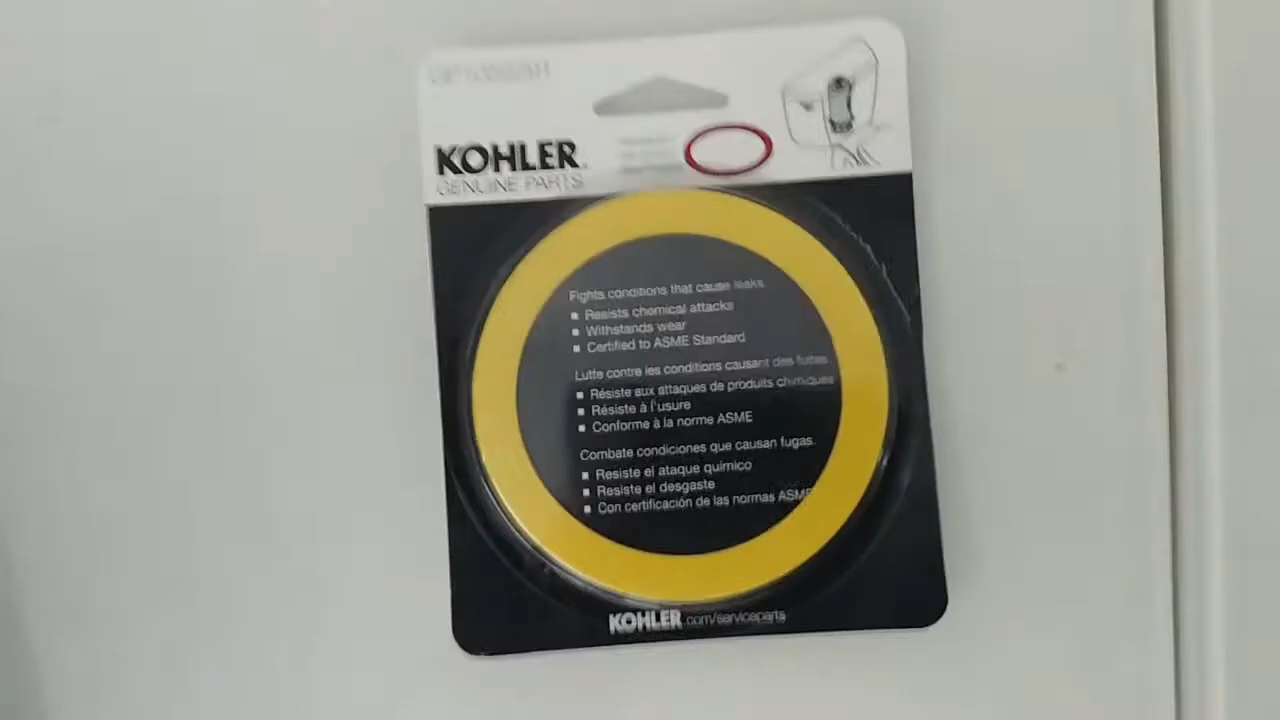 KOHLER
GENUINE PARTS
Fights conditions that cause leaks
Resists chemical attacks
Withstands wear
Certified to ASME Standard
Lutte contre les conditions causant des fuites.
Résiste aux attaques de produits chimiques
Résiste à l'usure
Conforme à la norme ASME
Combate condiciones que causan fugas.
Resiste el ataque químico
Resiste el desgaste
Con certificación de las normas ASME
KOHLER.com/serviceparts